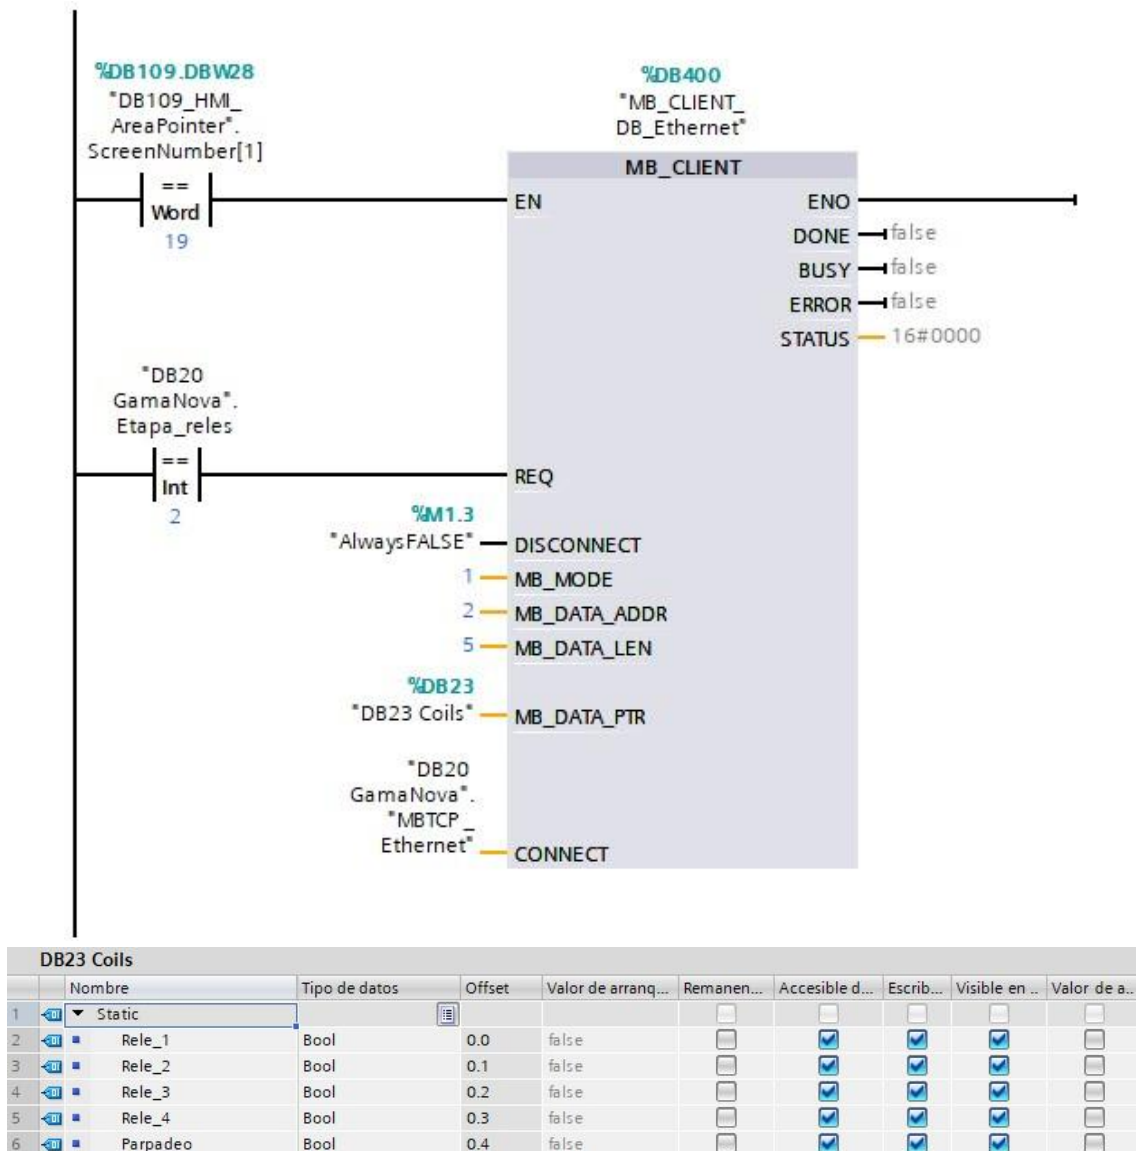 %DB109.DBW28
"DB109_HMI_
AreaPointer".
ScreenNumber[1]
==
Word
19
%DB400
"MB_CLIENT_
DB_Ethernet"
MB_CLIENT
EN
ENO
DONE
false
BUSY
false
ERROR
false
STATUS
16#0000
"DB20
GamaNova".
Etapa_reles
==
Int
2
REQ
%M1.3
"AlwaysFALSE"
DISCONNECT
1
MB_MODE
2
MB_DATA_ADDR
5
MB_DATA_LEN
%DB23
"DB23 Coils"
MB_DATA_PTR
"DB20
GamaNova".
"MBTCP_
Ethernet"
CONNECT
DB23 Coils
Nombre Tipo de datos Offset Valor de arranq... Remanen... Accesible d... Escrib... Visible en .. Valor de a..
1 Static
2 Rele_1 Bool 0.0 false
3 Rele_2 Bool 0.1 false
4 Rele_3 Bool 0.2 false
5 Rele_4 Bool 0.3 false
6 Parpadeo Bool 0.4 false